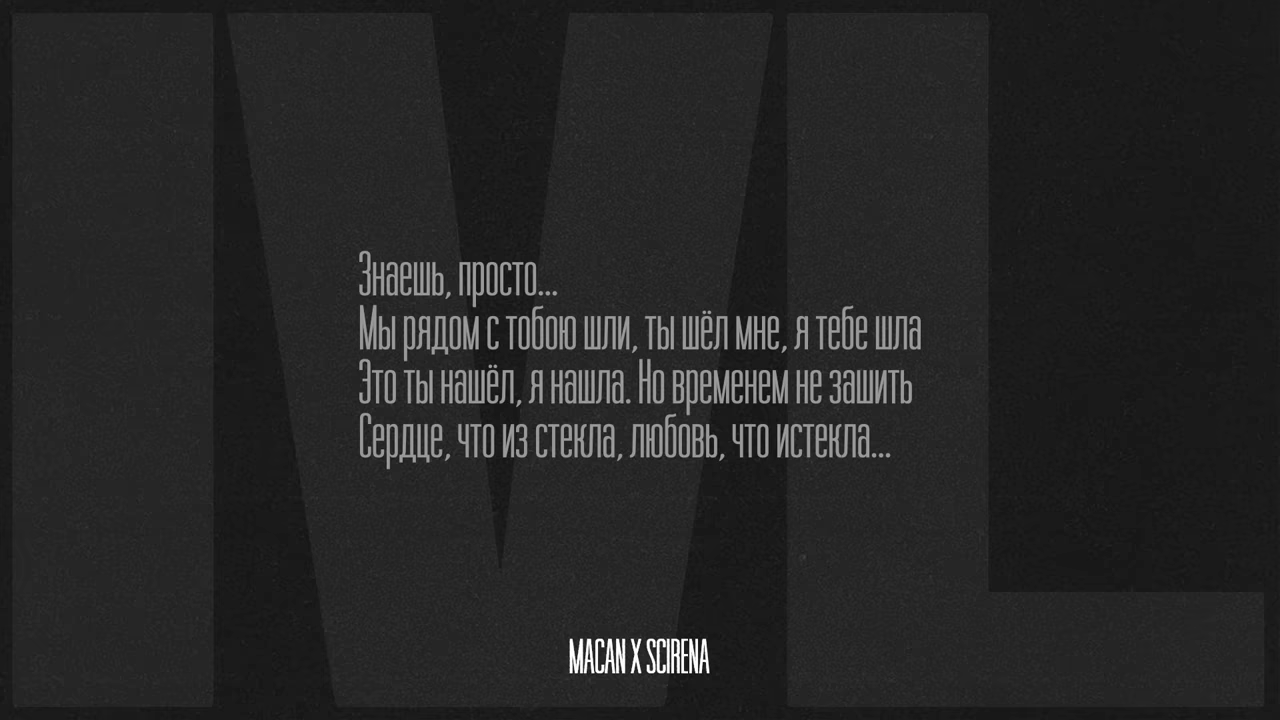 IVL
Знаешь, просто...
Мы рядом с тобою шли, ты шёл мне, я тебе шла
Это ты нашёл, я нашла. Но временем не зашить
Сердце, что из стекла, любовь, что истекла...
MACAN X SCIRENA